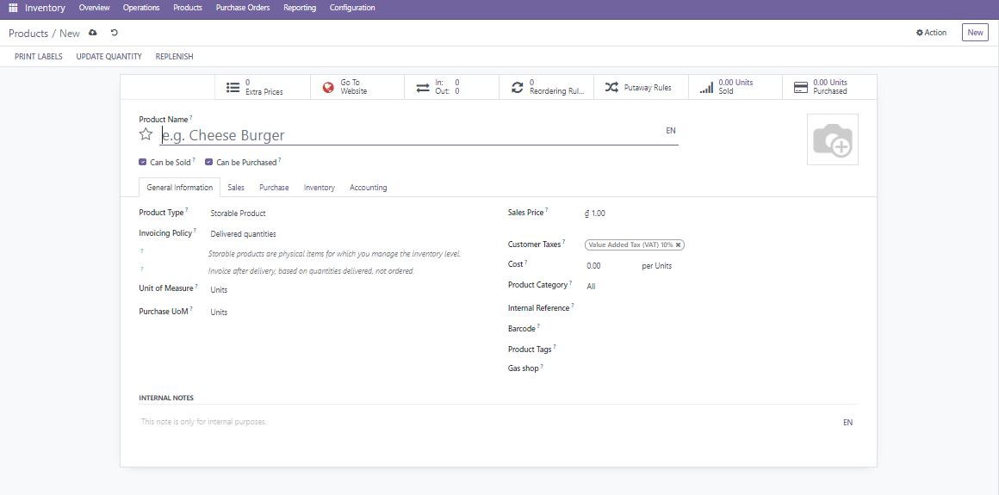 Inventory Overview Operations Products Purchase Orders Reporting Configuration
Products / New Action New
PRINT LABELS UPDATE QUANTITY REPLENISH
0 Extra Prices
Go To Website
In: 0
Out: 0
0 Reordering Rul...
Putaway Rules
0.00 Units Sold
0.00 Units Purchased
Product Name ?
e.g. Cheese Burger EN
Can be Sold ? Can be Purchased ?
General Information Sales Purchase Inventory Accounting
Product Type ? Storable Product
Invoicing Policy ? Delivered quantities
? Storable products are physical items for which you manage the inventory level.
? Invoice after delivery, based on quantities delivered, not ordered.
Unit of Measure ? Units
Purchase UoM ? Units
Sales Price ? ₫ 1.00
Customer Taxes ? Value Added Tax (VAT) 10% ✖
Cost ? 0.00 per Units
Product Category ? All
Internal Reference ?
Barcode ?
Product Tags ?
Gas shop ?
INTERNAL NOTES
This note is only for internal purposes. EN